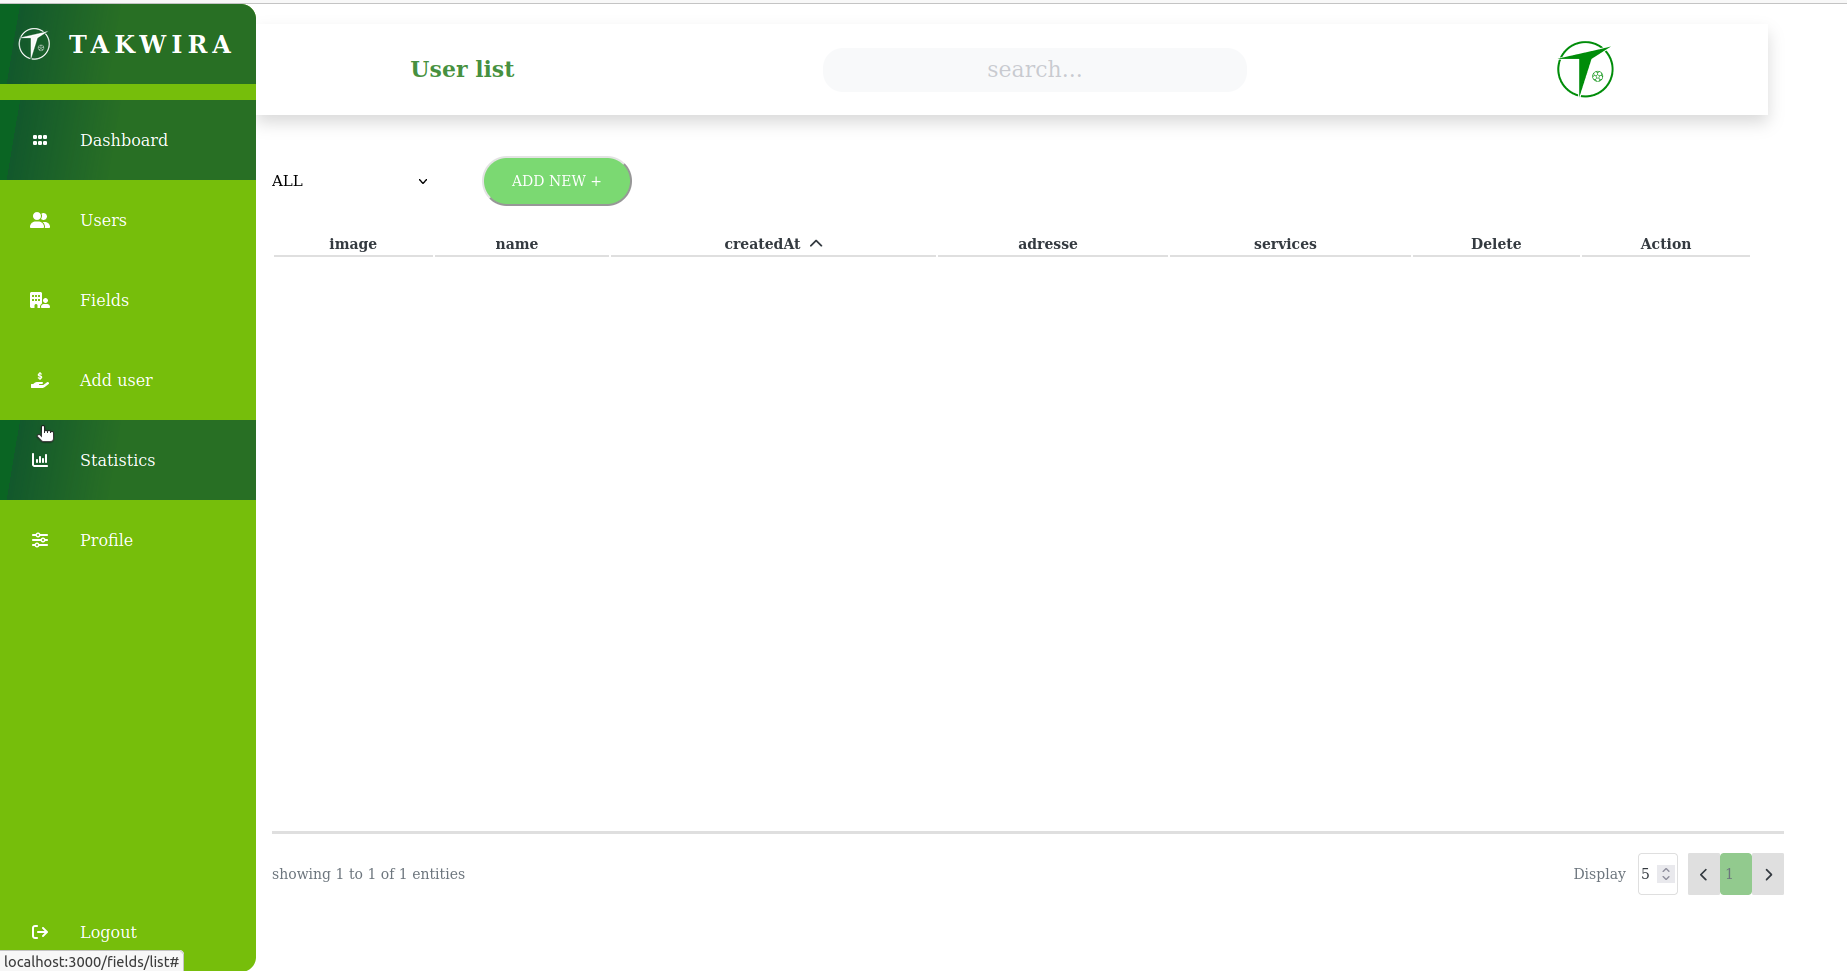 TAKWIRA
Dashboard
Users
Fields
Add user
Statistics
Profile
Logout
localhost:3000/fields/list#
User list
search...
ALL
ADD NEW +
image name createdAt adresse services Delete Action
showing 1 to 1 of 1 entities
Display 5 1